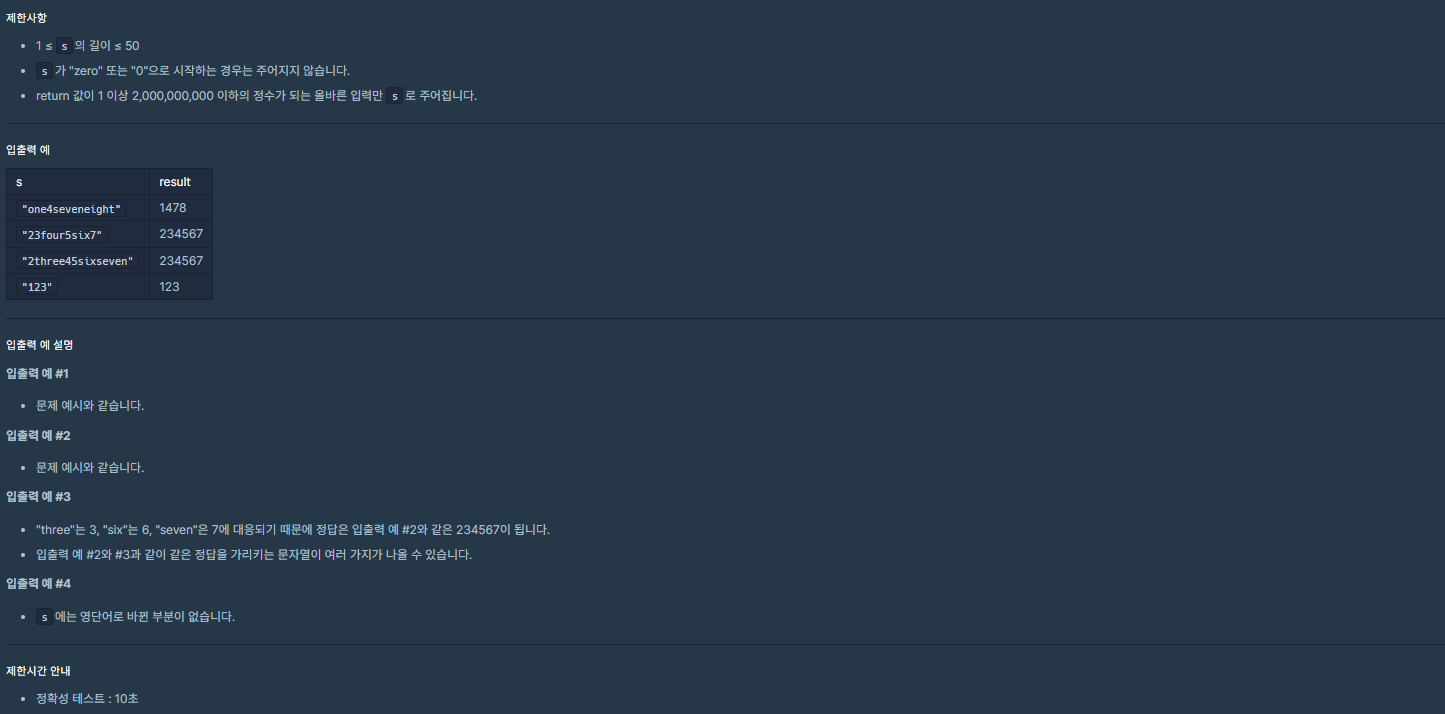 제한사항
• 1 ≤ s 의 길이 ≤ 50
• s 가 "zero" 또는 "0"으로 시작하는 경우는 주어지지 않습니다.
• return 값이 1 이상 2,000,000,000 이하의 정수가 되는 올바른 입력만 s 로 주어집니다.
입출력 예
s result
"one4seveneight" 1478
"23four5six7" 234567
"2three45sixseven" 234567
"123" 123
입출력 예 설명
입출력 예 #1
• 문제 예시와 같습니다.
입출력 예 #2
• 문제 예시와 같습니다.
입출력 예 #3
• "three"는 3, "six"는 6, "seven"은 7에 대응되기 때문에 정답은 입출력 예 #2와 같은 234567이 됩니다.
• 입출력 예 #2와 #3과 같이 같은 정답을 가리키는 문자열이 여러 가지가 나올 수 있습니다.
입출력 예 #4
• s 에는 영단어로 바뀐 부분이 없습니다.
제한시간 안내
• 정확성 테스트 : 10초